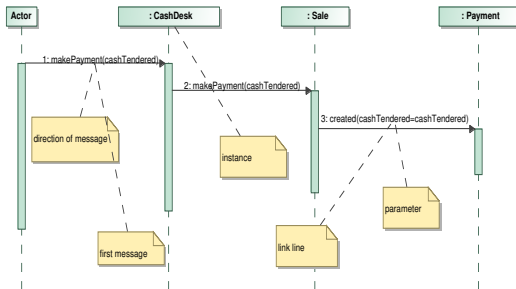 Actor
: CashDesk
: Sale
: Payment
1: makePayment(cashTendered)
2: makePayment(cashTendered)
3: created(cashTendered=cashTendered)
direction of message
instance
parameter
first message
link line